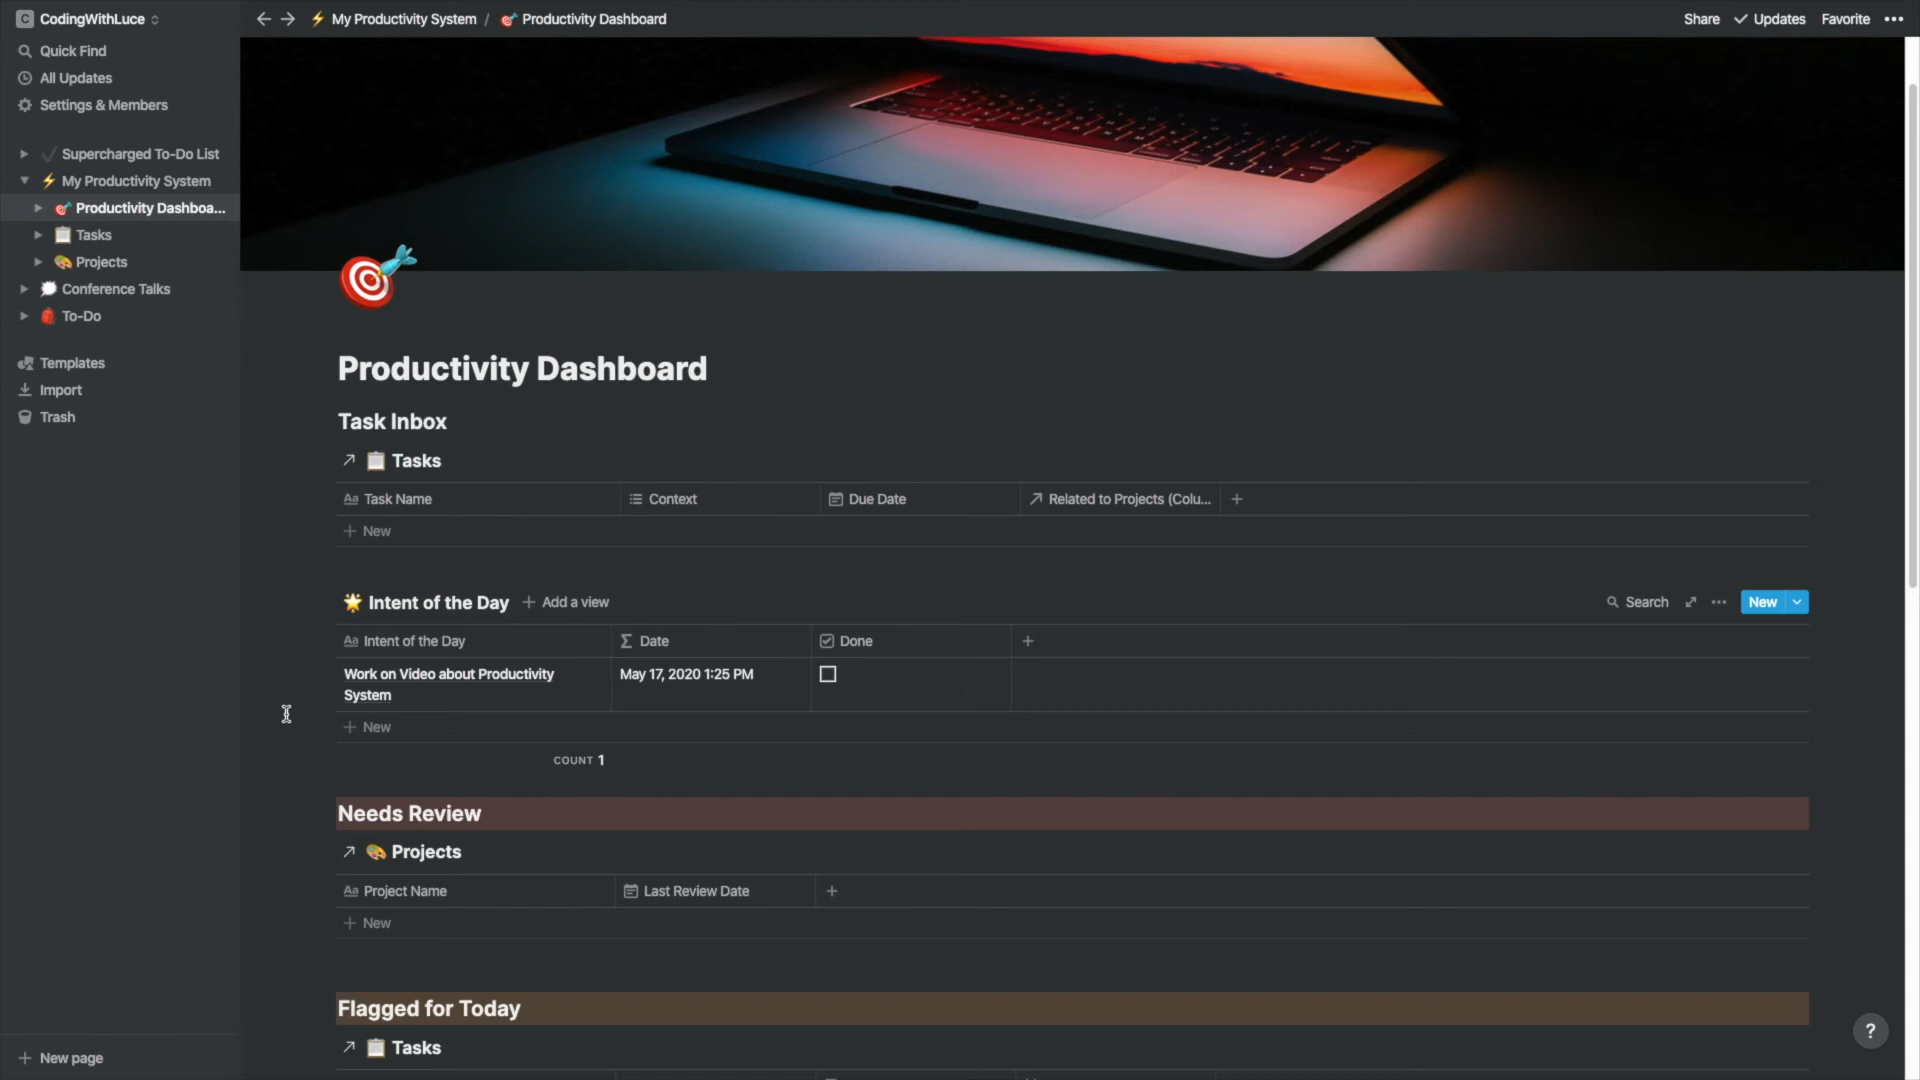 C CodingWithLuce
My Productivity System / Productivity Dashboard
Share Updates Favorite
Quick Find
All Updates
Settings & Members
Supercharged To-Do List
My Productivity System
Productivity Dashboa...
Tasks
Projects
Conference Talks
To-Do
Templates
Import
Trash
New page
Productivity Dashboard
Task Inbox
Tasks
Aa Task Name Context Due Date Related to Projects (Colu...
New
Intent of the Day Add a view Search New
Aa Intent of the Day Date Done
Work on Video about Productivity May 17, 2020 1:25 PM
System
New
COUNT 1
Needs Review
Projects
Aa Project Name Last Review Date
New
Flagged for Today
Tasks
?